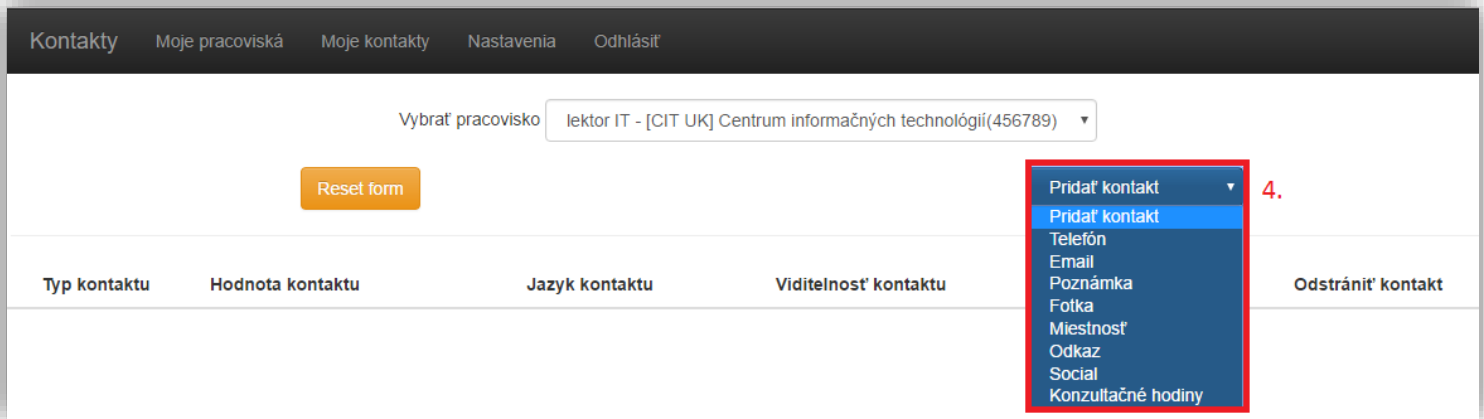 Kontakty Moje pracoviská Moje kontakty Nastavenia Odhlásiť
Vybrať pracovisko lektor IT - [CIT UK] Centrum informačných technológií(456789)
Reset form
Pridať kontakt 4.
Pridať kontakt
Telefón
Email
Poznámka
Fotka
Miestnosť
Odkaz
Social
Konzultačné hodiny
Typ kontaktu Hodnota kontaktu Jazyk kontaktu Viditelnosť kontaktu Odstrániť kontakt